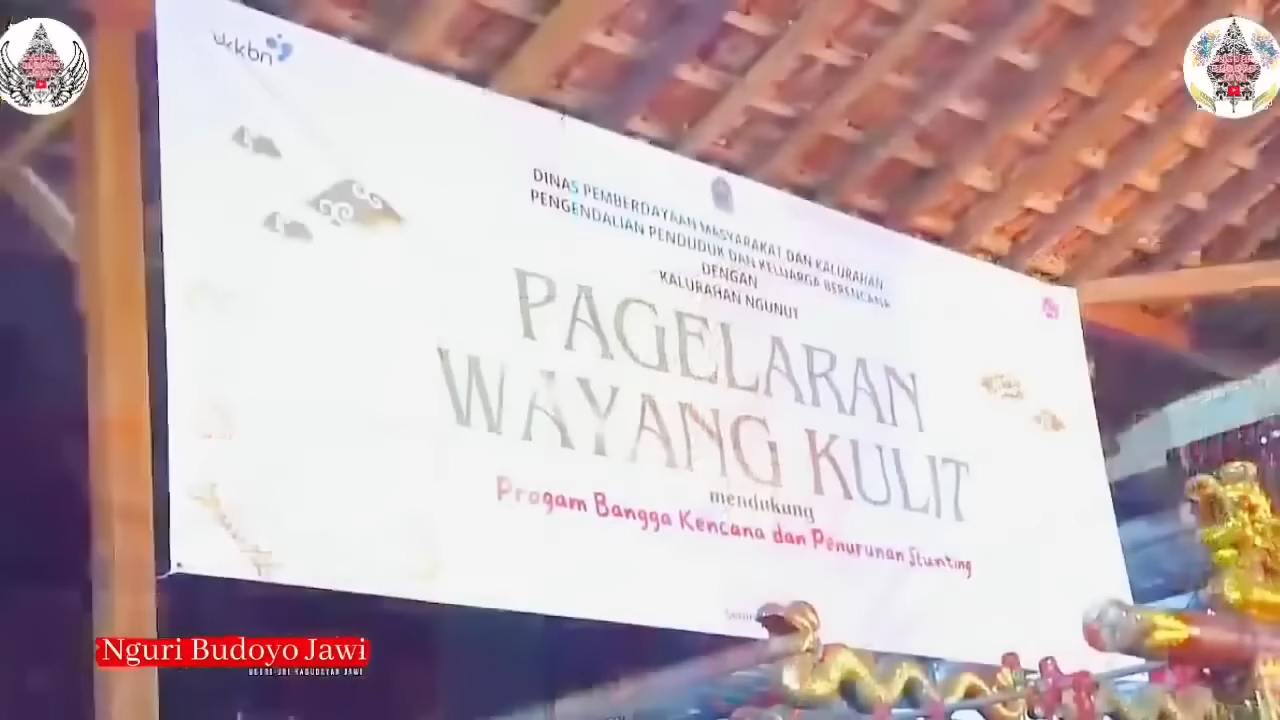 bkkbn
DINAS PEMBERDAYAAN MASYARAKAT DAN KALURAHAN
PENGENDALIAN PENDUDUK DAN KELUARGA BERENCANA
DENGAN
KALURAHAN NGUNUT
PAGELARAN
WAYANG KULIT
mendukung
Progam Bangga Kencana dan Penurunan Stunting
Nguri Budoyo Jawi